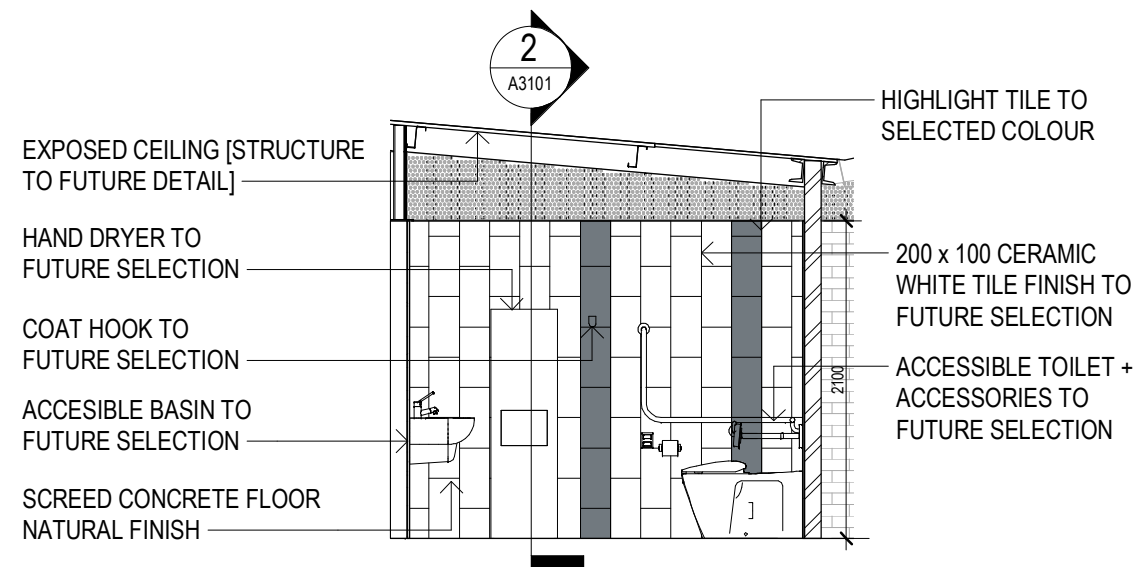 2
A3101
EXPOSED CEILING [STRUCTURE
TO FUTURE DETAIL]
HAND DRYER TO
FUTURE SELECTION
COAT HOOK TO
FUTURE SELECTION
ACCESIBLE BASIN TO
FUTURE SELECTION
SCREED CONCRETE FLOOR
NATURAL FINISH
HIGHLIGHT TILE TO
SELECTED COLOUR
200 x 100 CERAMIC
WHITE TILE FINISH TO
FUTURE SELECTION
ACCESSIBLE TOILET +
ACCESSORIES TO
FUTURE SELECTION
2100